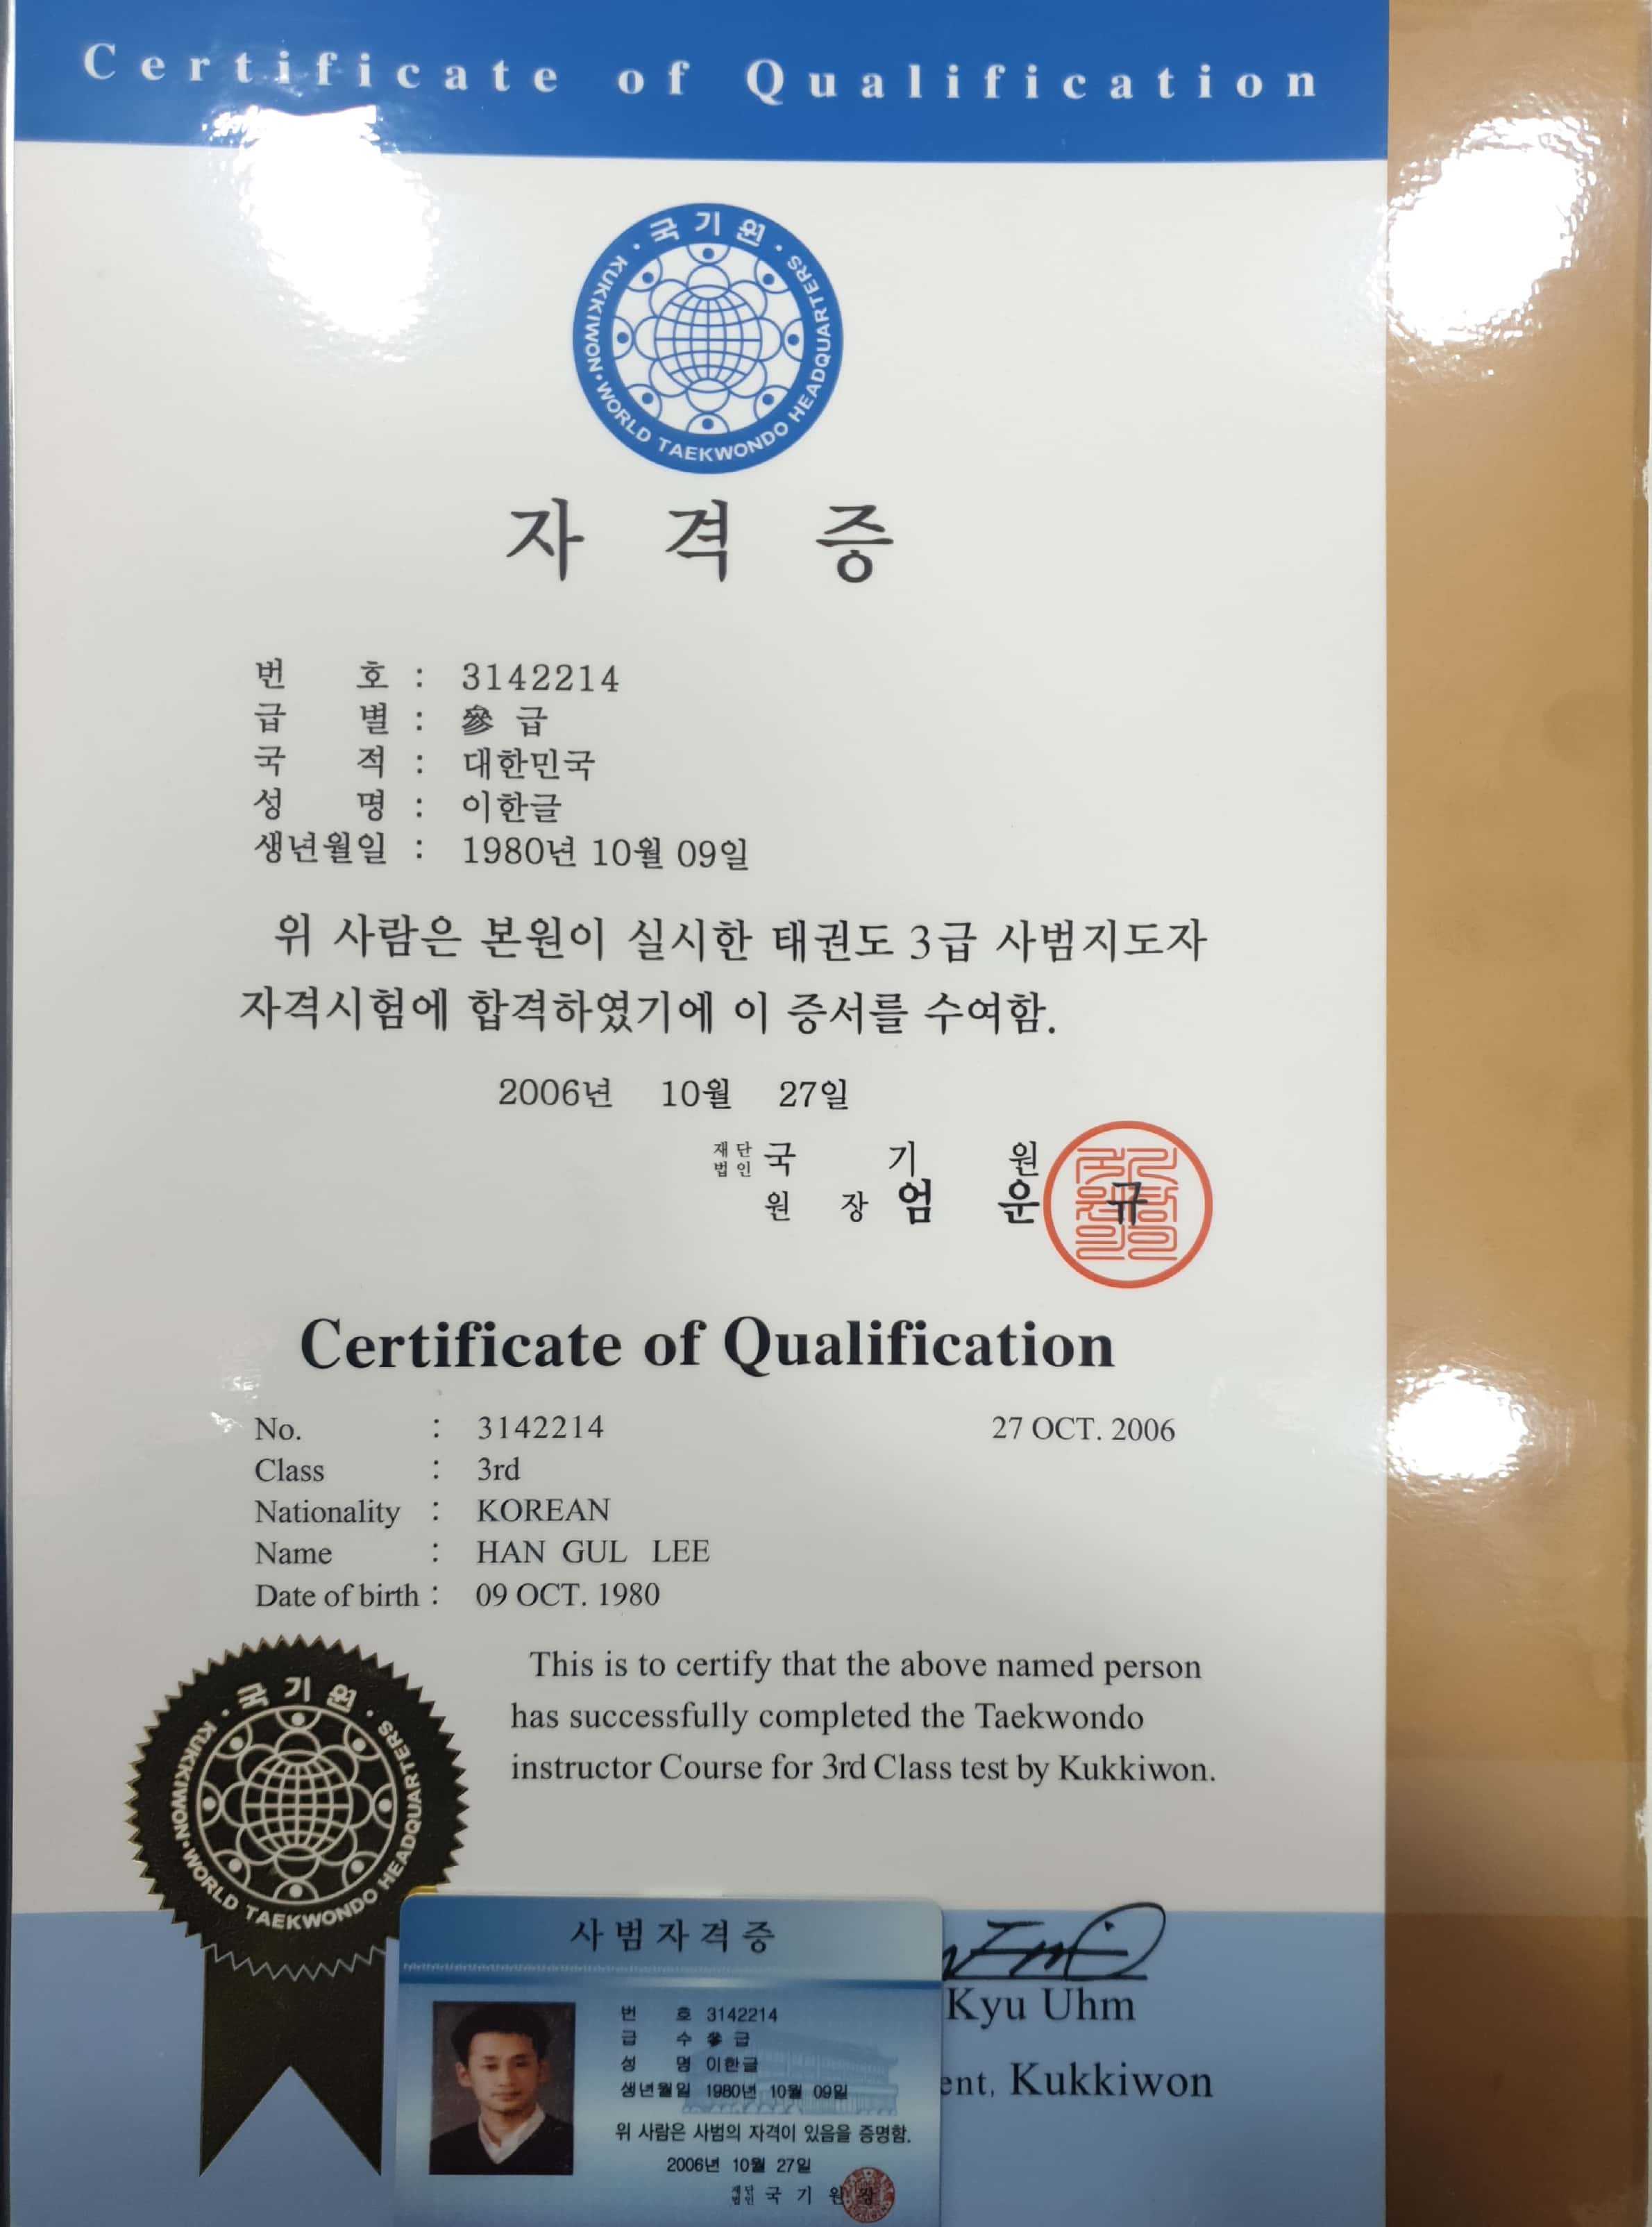 Certificate of Qualification
· 국기원 ·
KUKKIWON · WORLD TAEKWONDO HEADQUARTERS
자 격 증
번 호 : 3142214
급 별 : 參 급
국 적 : 대한민국
성 명 : 이한글
생년월일 : 1980년 10월 09일
위 사람은 본원이 실시한 태권도 3급 사범지도자
자격시험에 합격하였기에 이 증서를 수여함.
2006년 10월 27일
재단법인 국 기 원
원 장 엄 운 규
Certificate of Qualification
No. : 3142214 27 OCT. 2006
Class : 3rd
Nationality : KOREAN
Name : HAN GUL LEE
Date of birth : 09 OCT. 1980
This is to certify that the above named person
has successfully completed the Taekwondo
instructor Course for 3rd Class test by Kukkiwon.
· 국기원 ·
KUKKIWON · WORLD TAEKWONDO HEADQUARTERS
Kyu Uhm
ent, Kukkiwon
사범자격증
번 호 3142214
급 수 參 급
성 명 이한글
생년월일 1980년 10월 09일
위 사람은 사범의 자격이 있음을 증명함.
2006년 10월 27일
재단법인 국 기 원 장